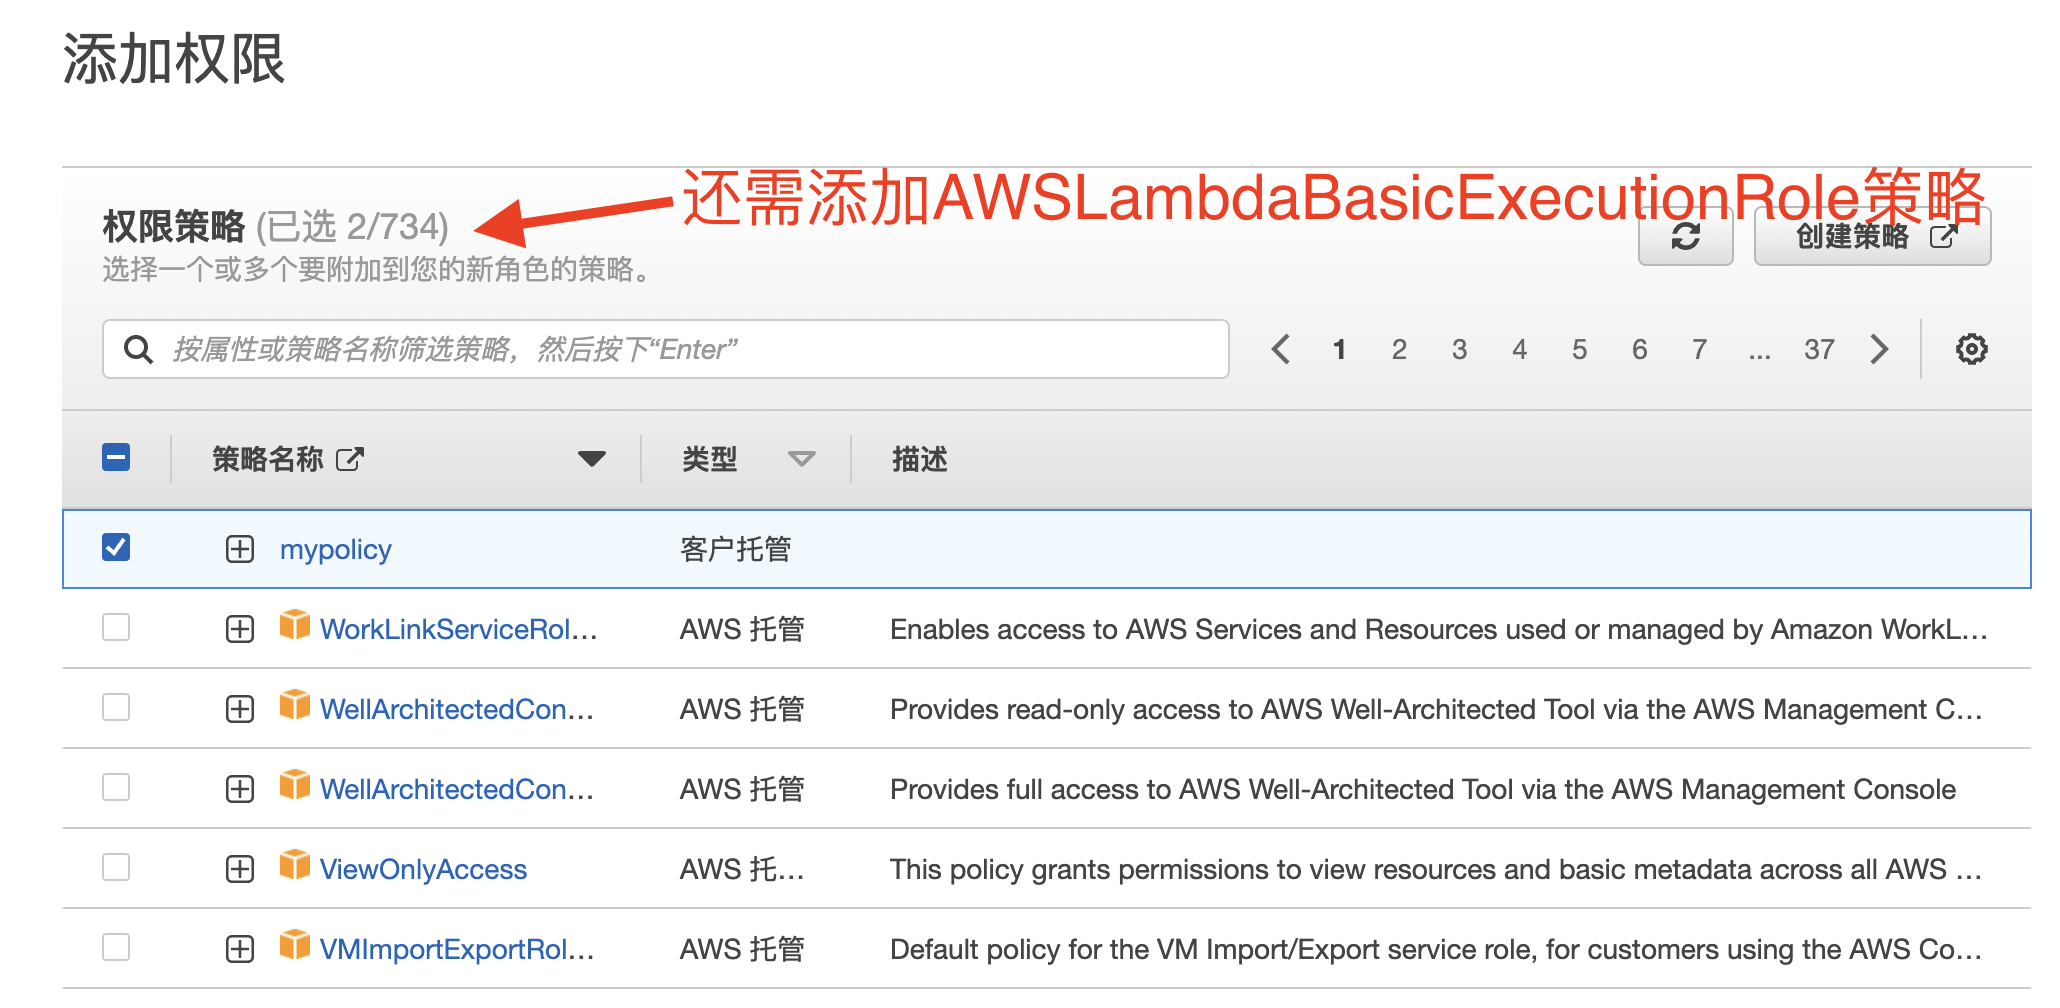 添加权限
还需添加AWSLambdaBasicExecutionRole策略
权限策略 (已选 2/734)
创建策略
选择一个或多个要附加到您的新角色的策略。
按属性或策略名称筛选策略，然后按下“Enter”
1 2 3 4 5 6 7 ... 37
策略名称 类型 描述
mypolicy 客户托管
WorkLinkServiceRol... AWS 托管 Enables access to AWS Services and Resources used or managed by Amazon WorkL...
WellArchitectedCon... AWS 托管 Provides read-only access to AWS Well-Architected Tool via the AWS Management C...
WellArchitectedCon... AWS 托管 Provides full access to AWS Well-Architected Tool via the AWS Management Console
ViewOnlyAccess AWS 托... This policy grants permissions to view resources and basic metadata across all AWS ...
VMImportExportRol... AWS 托管 Default policy for the VM Import/Export service role, for customers using the AWS Co...